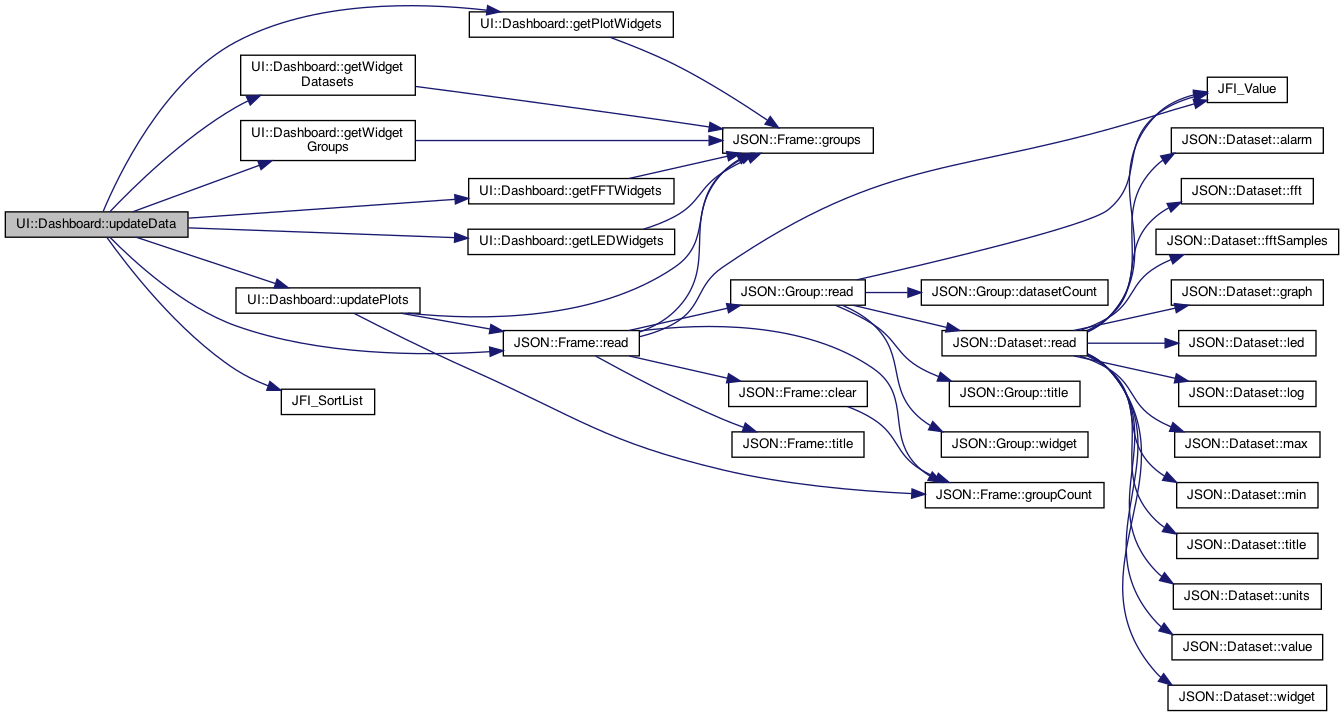 UI::Dashboard::updateData
UI::Dashboard::getPlotWidgets
UI::Dashboard::getWidget
Datasets
UI::Dashboard::getWidget
Groups
UI::Dashboard::getFFTWidgets
UI::Dashboard::getLEDWidgets
UI::Dashboard::updatePlots
JFI_SortList
JSON::Frame::read
JSON::Frame::groups
JSON::Group::read
JSON::Frame::clear
JSON::Frame::title
JSON::Group::datasetCount
JSON::Dataset::read
JSON::Group::title
JSON::Group::widget
JSON::Frame::groupCount
JFI_Value
JSON::Dataset::alarm
JSON::Dataset::fft
JSON::Dataset::fftSamples
JSON::Dataset::graph
JSON::Dataset::led
JSON::Dataset::log
JSON::Dataset::max
JSON::Dataset::min
JSON::Dataset::title
JSON::Dataset::units
JSON::Dataset::value
JSON::Dataset::widget